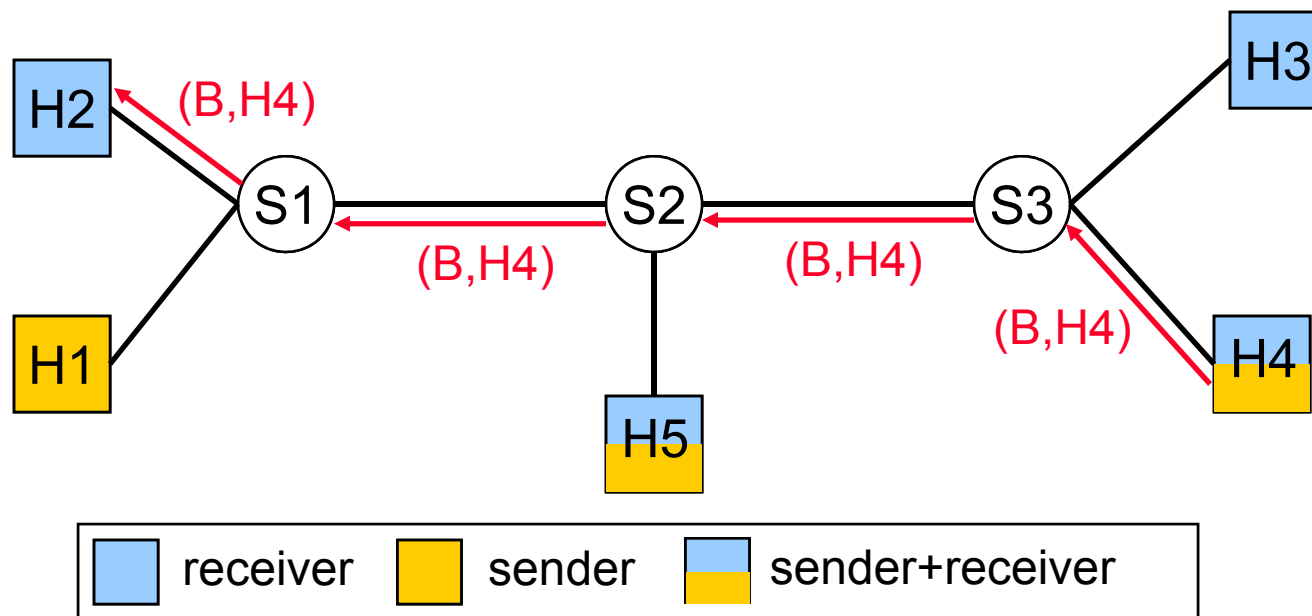 H3
H2
(B,H4)
S1
S2
S3
(B,H4)
(B,H4)
(B,H4)
H1
H4
H5
receiver
sender
sender+receiver